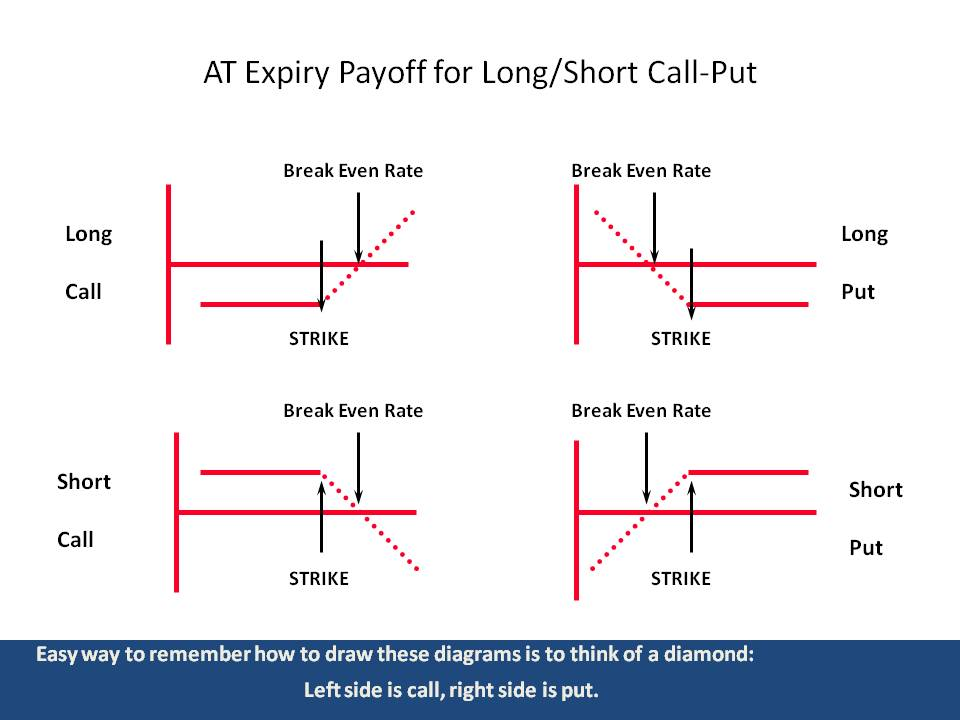 AT Expiry Payoff for Long/Short Call-Put
Break Even Rate
Break Even Rate
Long
Call
Long
Put
STRIKE
STRIKE
Break Even Rate
Break Even Rate
Short
Call
Short
Put
STRIKE
STRIKE
Easy way to remember how to draw these diagrams is to think of a diamond:
Left side is call, right side is put.